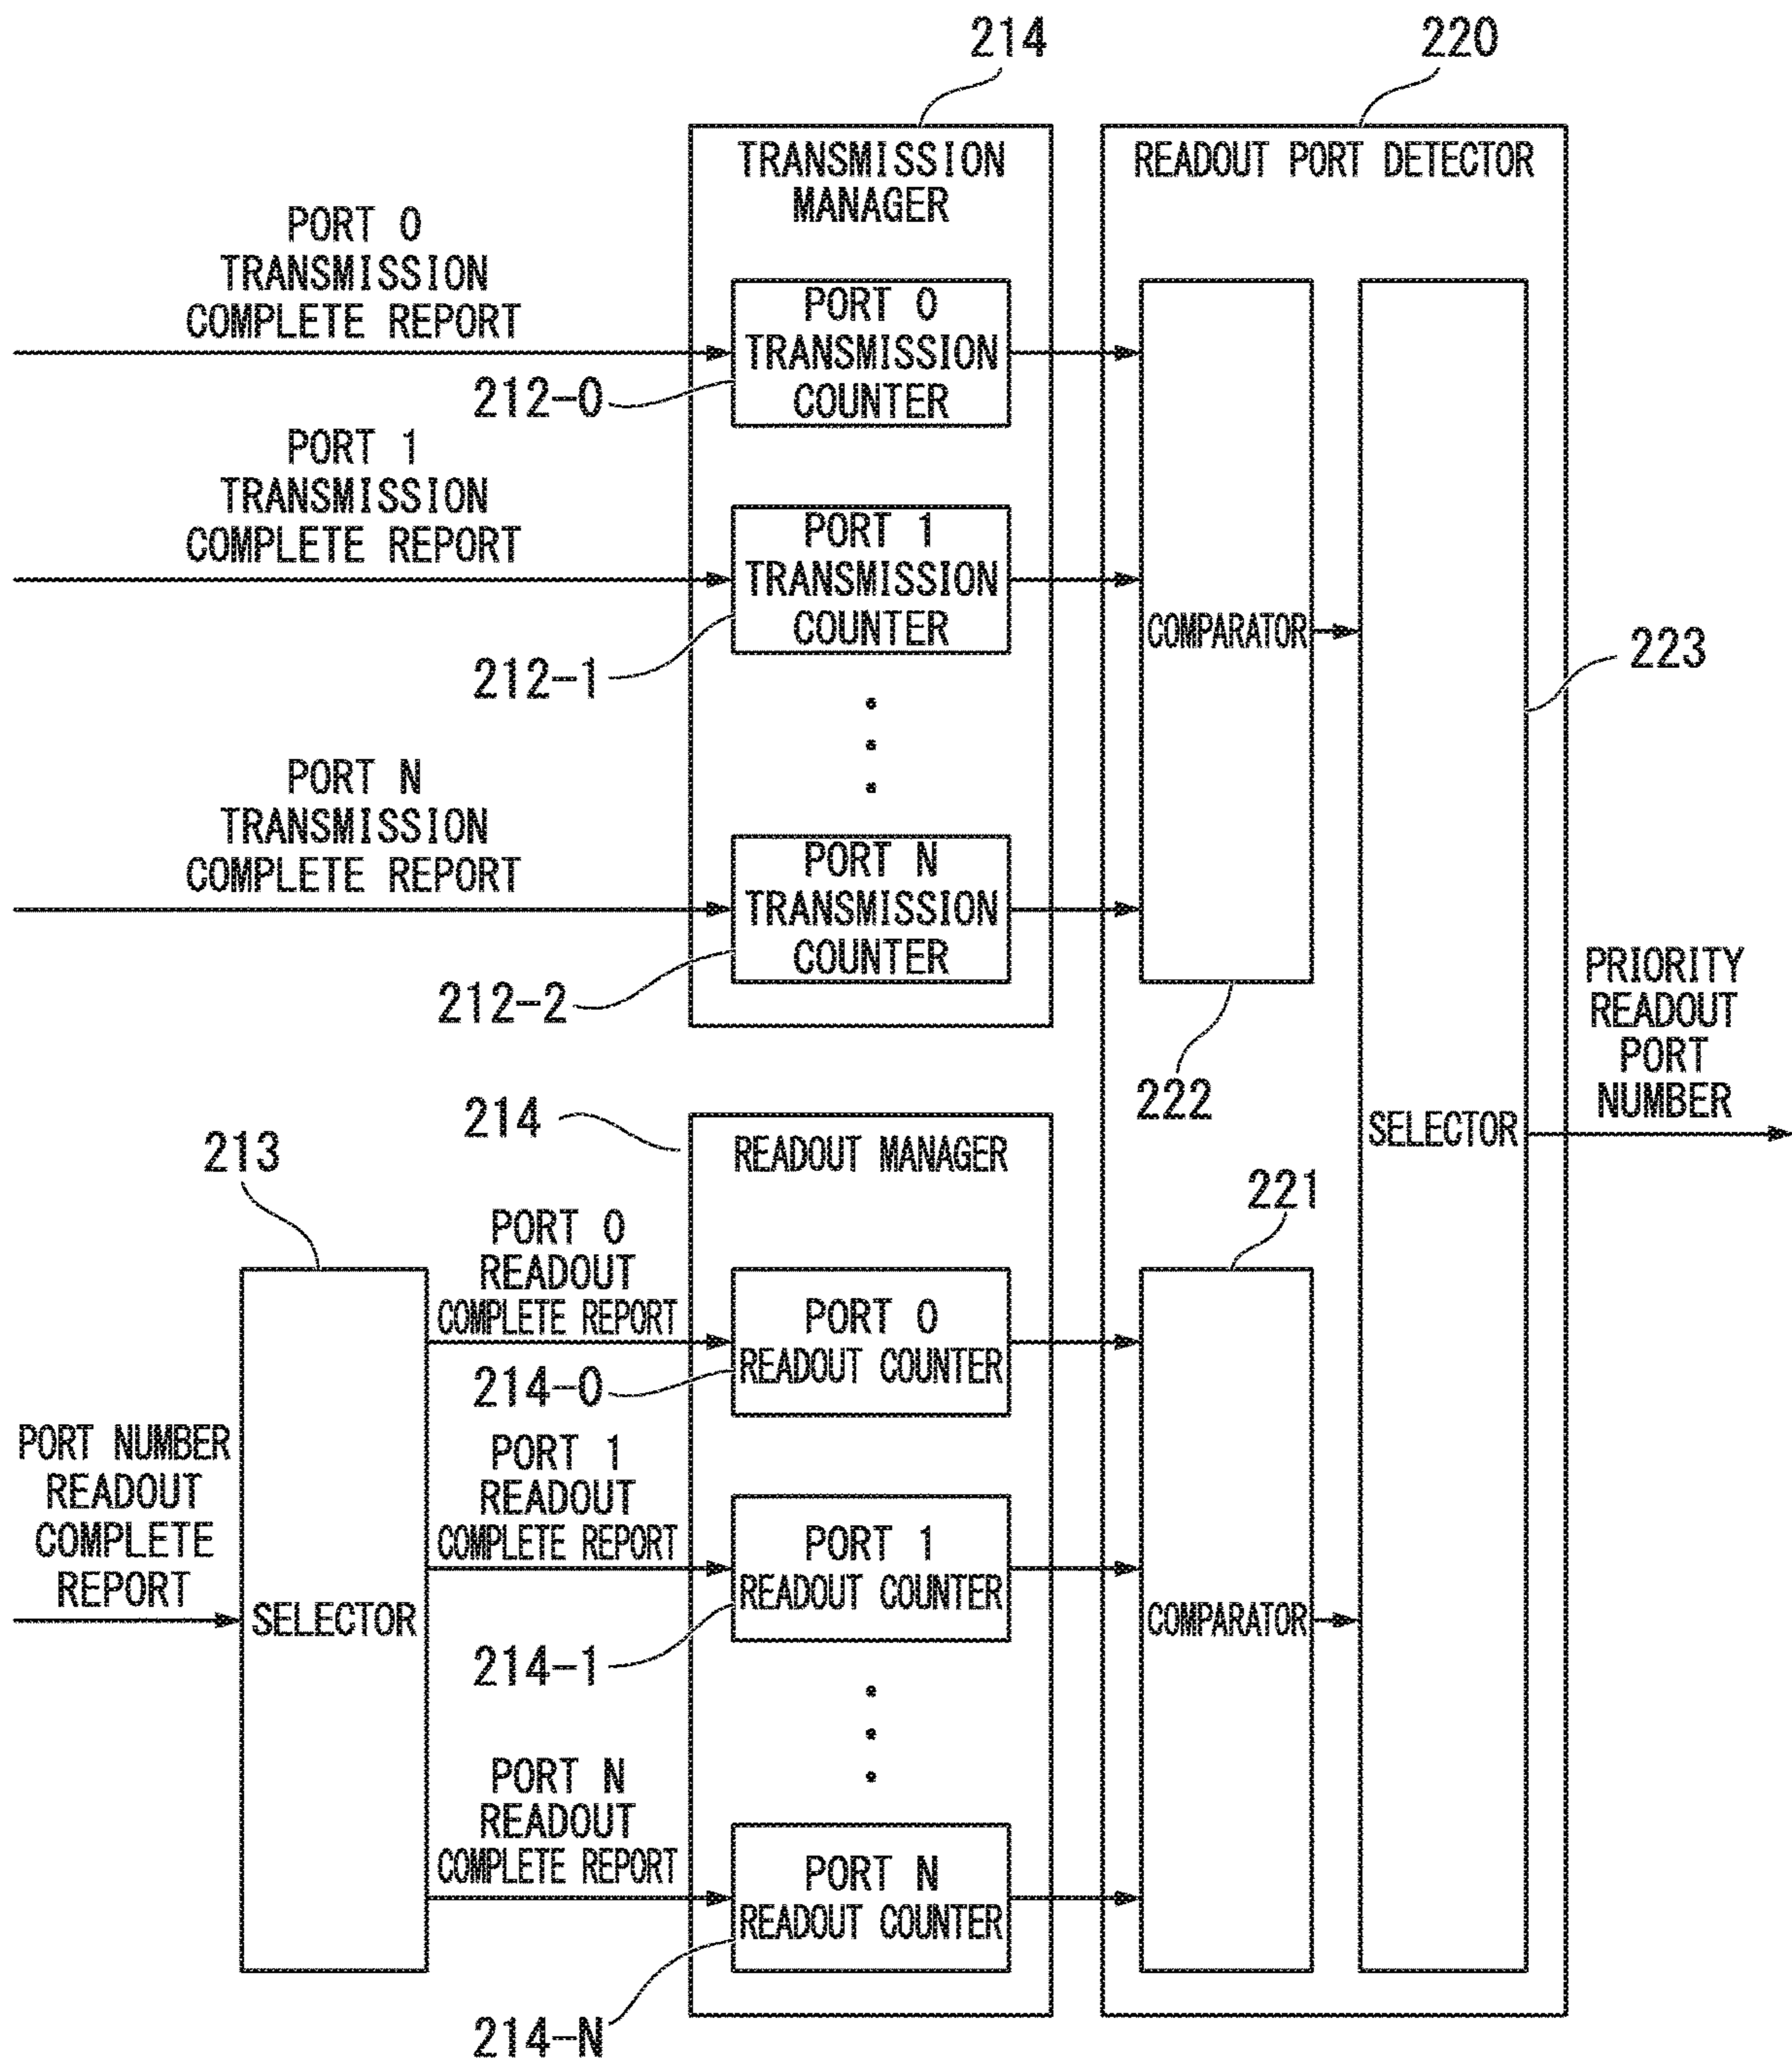 214
220
TRANSMISSION
MANAGER
READOUT PORT DETECTOR
PORT 0
TRANSMISSION
COMPLETE REPORT
PORT 0
TRANSMISSION
COUNTER
212-0
PORT 1
TRANSMISSION
COMPLETE REPORT
PORT 1
TRANSMISSION
COUNTER
212-1
COMPARATOR
223
PORT N
TRANSMISSION
COMPLETE REPORT
PORT N
TRANSMISSION
COUNTER
212-2
222
PRIORITY
READOUT
PORT
NUMBER
SELECTOR
214
READOUT MANAGER
213
221
PORT 0
READOUT
COMPLETE REPORT
PORT 0
READOUT COUNTER
214-0
PORT NUMBER
READOUT
COMPLETE
REPORT
SELECTOR
PORT 1
READOUT
COMPLETE REPORT
PORT 1
READOUT COUNTER
214-1
COMPARATOR
PORT N
READOUT
COMPLETE REPORT
PORT N
READOUT COUNTER
214-N